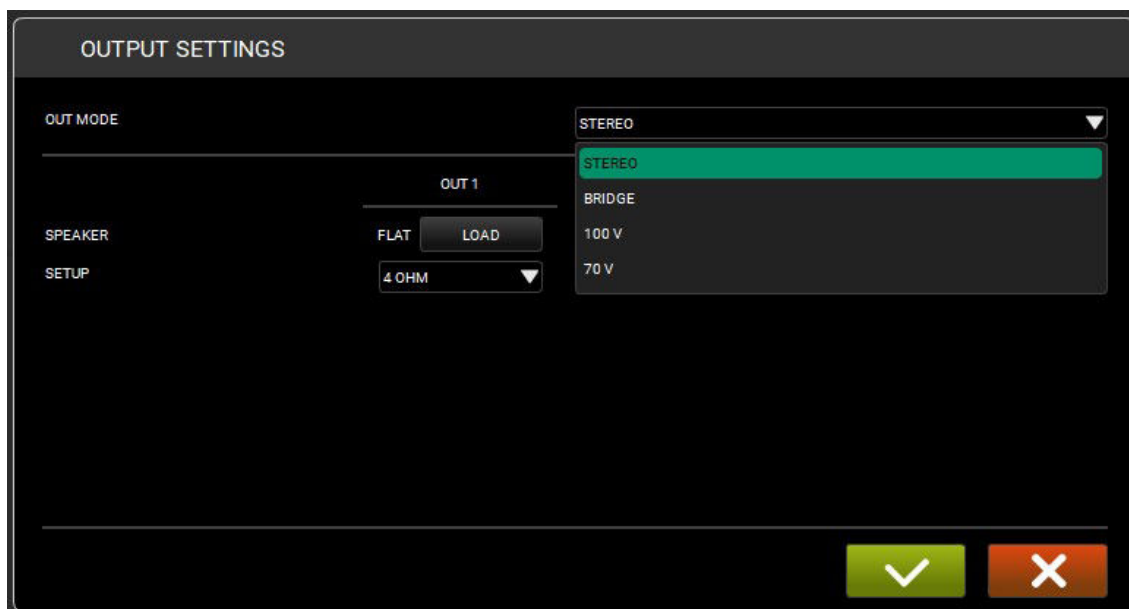 OUTPUT SETTINGS
OUT MODE
STEREO
STEREO
BRIDGE
100 V
70 V
OUT 1
SPEAKER
FLAT
LOAD
SETUP
4 OHM